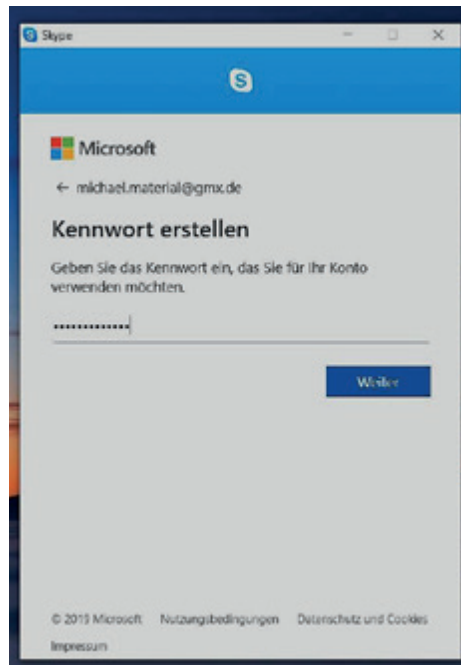 Skype
Microsoft
← michael.material@gmx.de
Kennwort erstellen
Geben Sie das Kennwort ein, das Sie für Ihr Konto
verwenden möchten.
•••••••••••••
Weiter
© 2019 Microsoft Nutzungsbedingungen Datenschutz und Cookies
Impressum